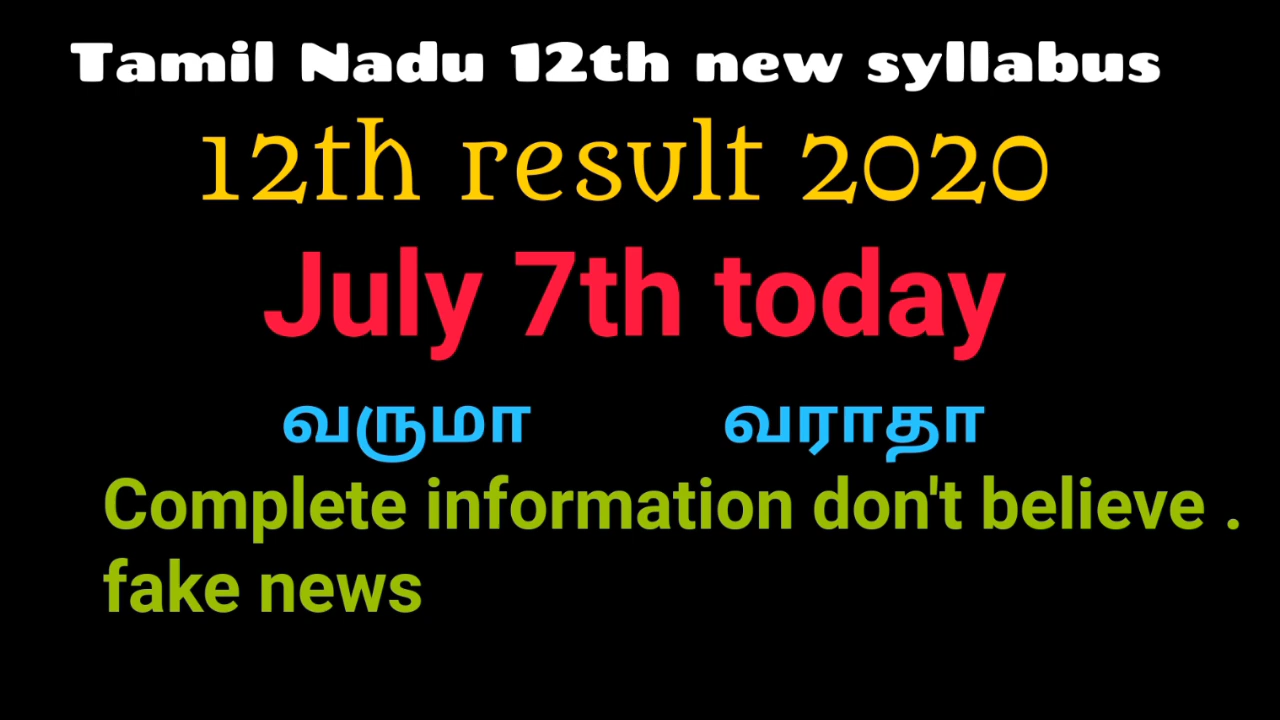 Tamil Nadu 12th new syllabus
12th result 2020
July 7th today
வருமா வராதா
Complete information don't believe .
fake news